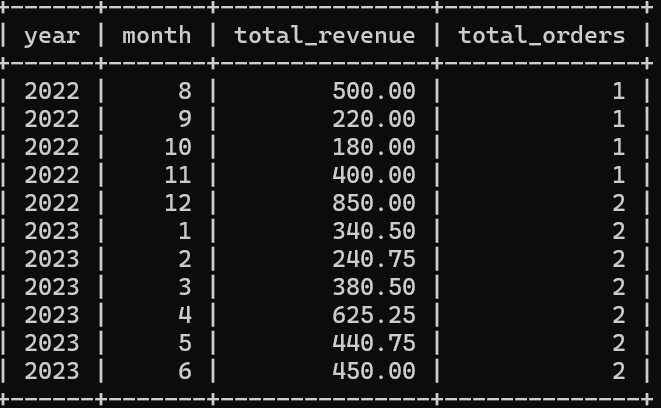 +------+-------+---------------+--------------+
| year | month | total_revenue | total_orders |
+------+-------+---------------+--------------+
| 2022 |     8 |        500.00 |            1 |
| 2022 |     9 |        220.00 |            1 |
| 2022 |    10 |        180.00 |            1 |
| 2022 |    11 |        400.00 |            1 |
| 2022 |    12 |        850.00 |            2 |
| 2023 |     1 |        340.50 |            2 |
| 2023 |     2 |        240.75 |            2 |
| 2023 |     3 |        380.50 |            2 |
| 2023 |     4 |        625.25 |            2 |
| 2023 |     5 |        440.75 |            2 |
| 2023 |     6 |        450.00 |            2 |
+------+-------+---------------+--------------+